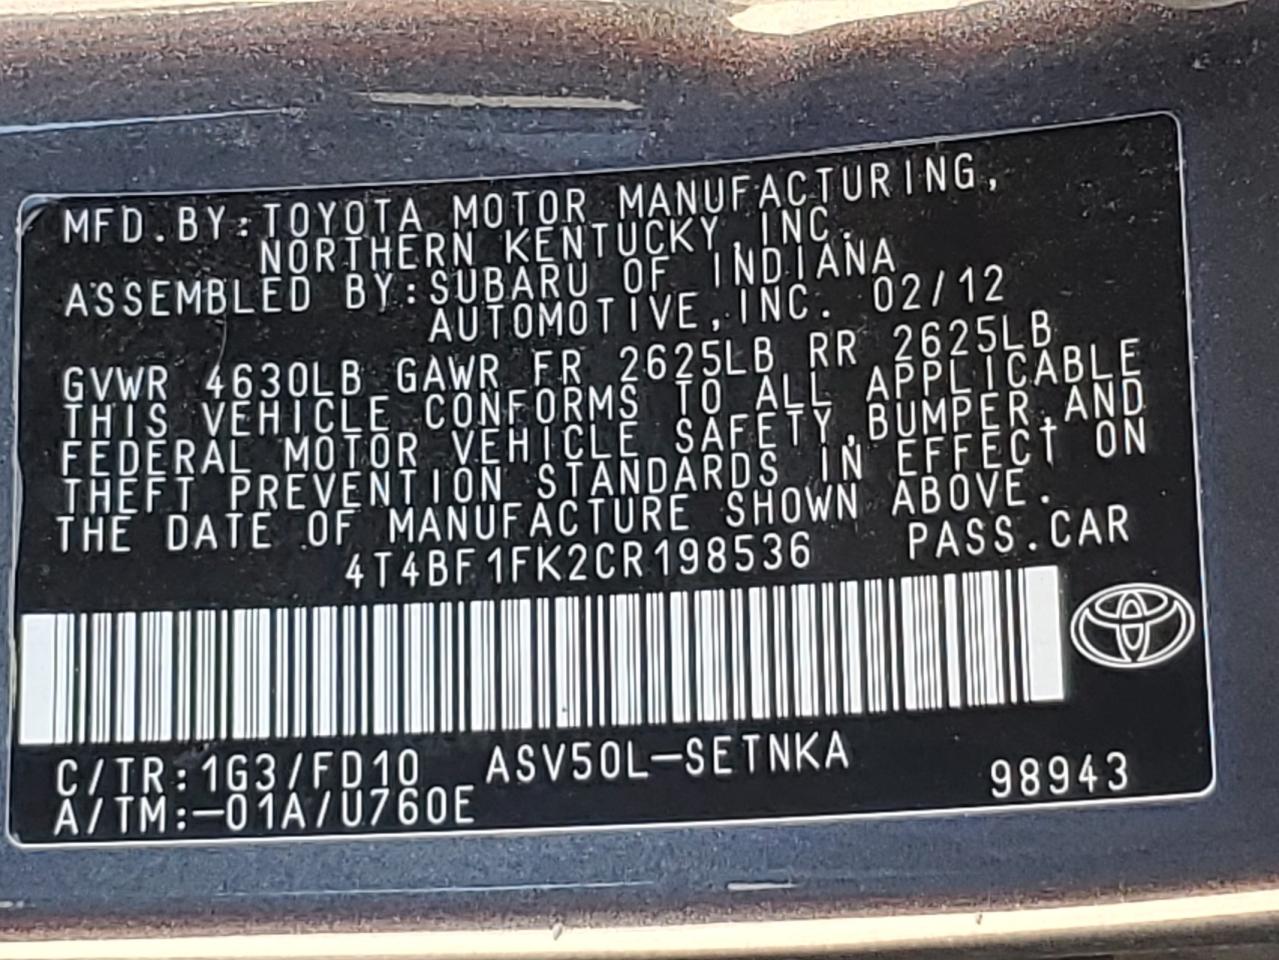 MFD.BY:TOYOTA MOTOR MANUFACTURING,
NORTHERN KENTUCKY,INC.
ASSEMBLED BY:SUBARU OF INDIANA
AUTOMOTIVE,INC. 02/12
GVWR 4630LB GAWR FR 2625LB RR 2625LB
THIS VEHICLE CONFORMS TO ALL APPLICABLE
FEDERAL MOTOR VEHICLE SAFETY,BUMPER,AND
THEFT PREVENTION STANDARDS IN EFFECT ON
THE DATE OF MANUFACTURE SHOWN ABOVE.
4T4BF1FK2CR198536 PASS.CAR
C/TR:1G3/FD10 ASV50L-SETNKA
A/TM:-01A/U760E 98943